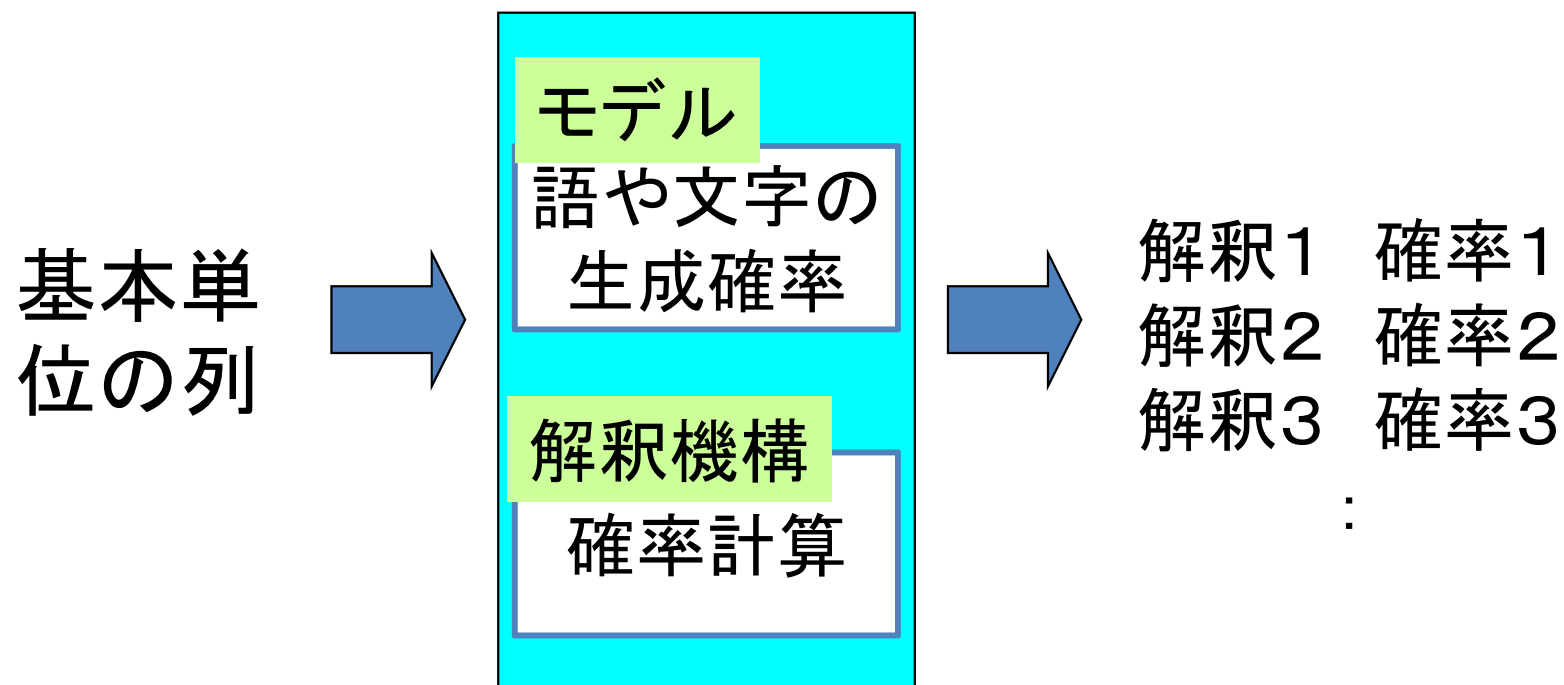 基本単
位の列
モデル
語や文字の
生成確率
解釈機構
確率計算
解釈１　確率１
解釈２　確率２
解釈３　確率３
：